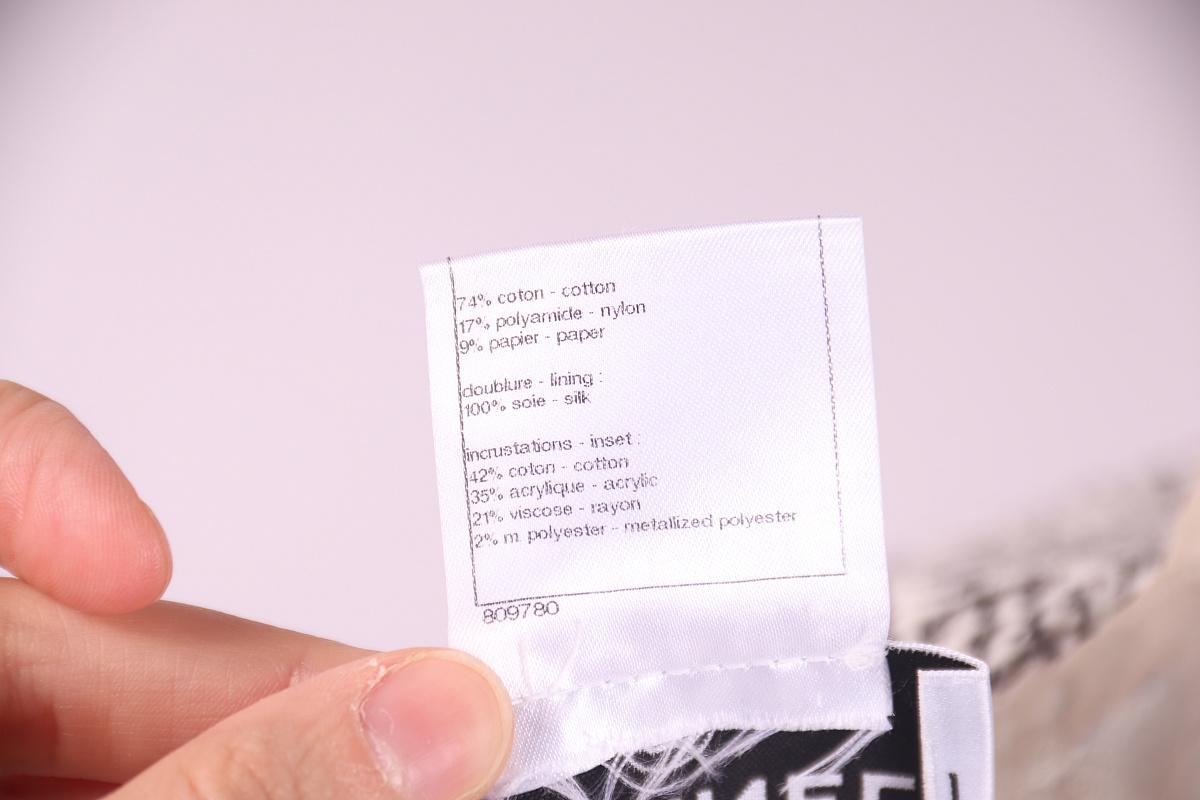 74% coton - cotton
17% polyamide - nylon
9% papier - paper
doublure - lining :
100% soie - silk
incrustations - inset :
42% coton - cotton
35% acrylique - acrylic
21% viscose - rayon
2% m. polyester - metallized polyester
809780